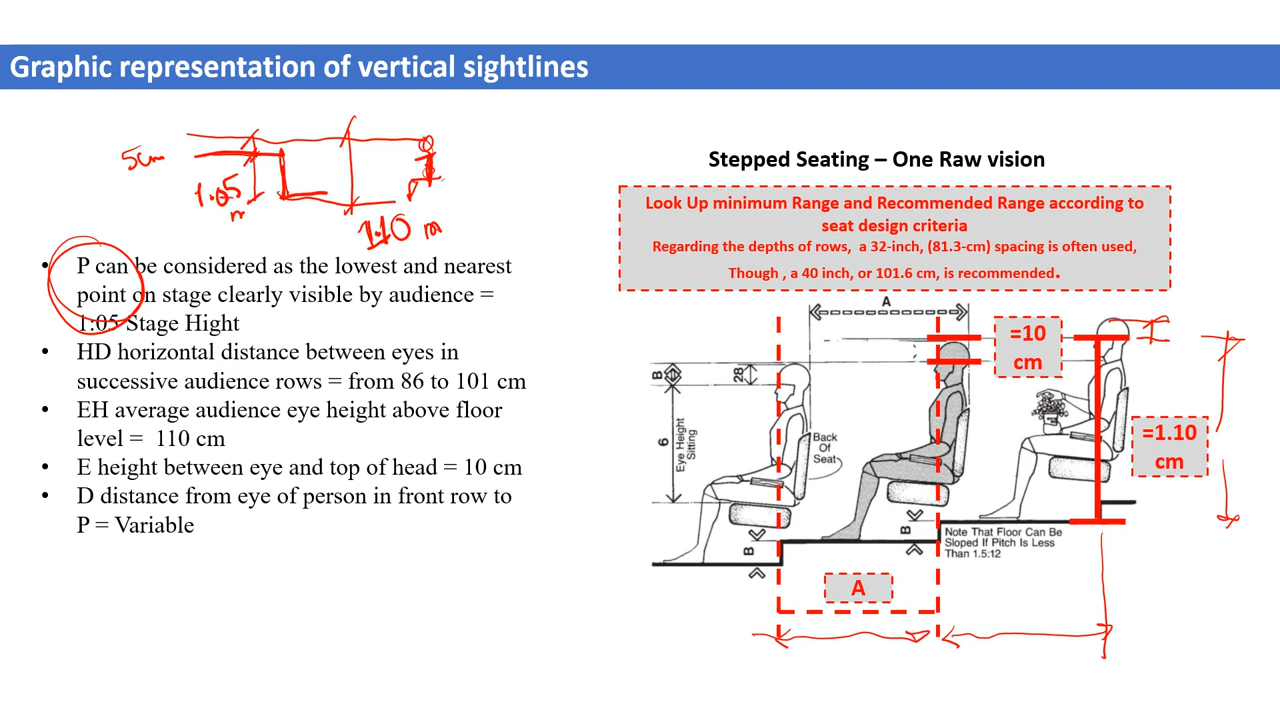 Graphic representation of vertical sightlines
5cm
1.05
m
1.10 m
• P can be considered as the lowest and nearest
point on stage clearly visible by audience =
1:05 Stage Hight
• HD horizontal distance between eyes in
successive audience rows = from 86 to 101 cm
• EH average audience eye height above floor
level = 110 cm
• E height between eye and top of head = 10 cm
• D distance from eye of person in front row to
P = Variable
Stepped Seating – One Raw vision
Look Up minimum Range and Recommended Range according to
seat design criteria
Regarding the depths of rows, a 32-inch, (81.3-cm) spacing is often used,
Though , a 40 inch, or 101.6 cm, is recommended.
A
=10
cm
B
28
6
Eye Height
Sitting
Back
Of
Seat
=1.10
cm
B
B
Note That Floor Can Be
Sloped If Pitch Is Less
Than 1.5:12
A